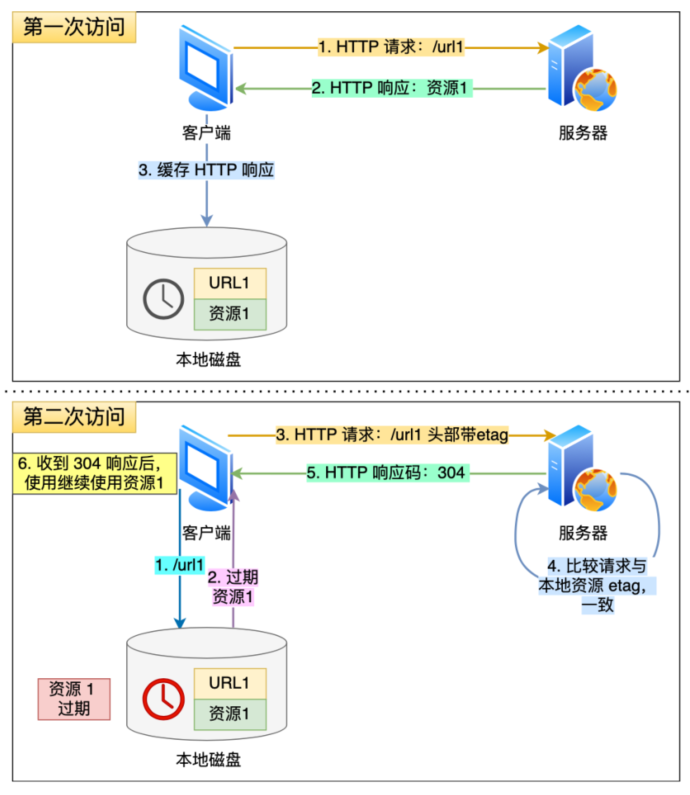 第一次访问
1. HTTP 请求：/url1
2. HTTP 响应：资源1
客户端
服务器
3. 缓存 HTTP 响应
URL1
资源1
本地磁盘
第二次访问
3. HTTP 请求：/url1 头部带etag
6. 收到 304 响应后，
使用继续使用资源1
5. HTTP 响应码：304
客户端
服务器
1. /url1
2. 过期
资源1
4. 比较请求与
本地资源 etag，
一致
资源 1
过期
URL1
资源1
本地磁盘